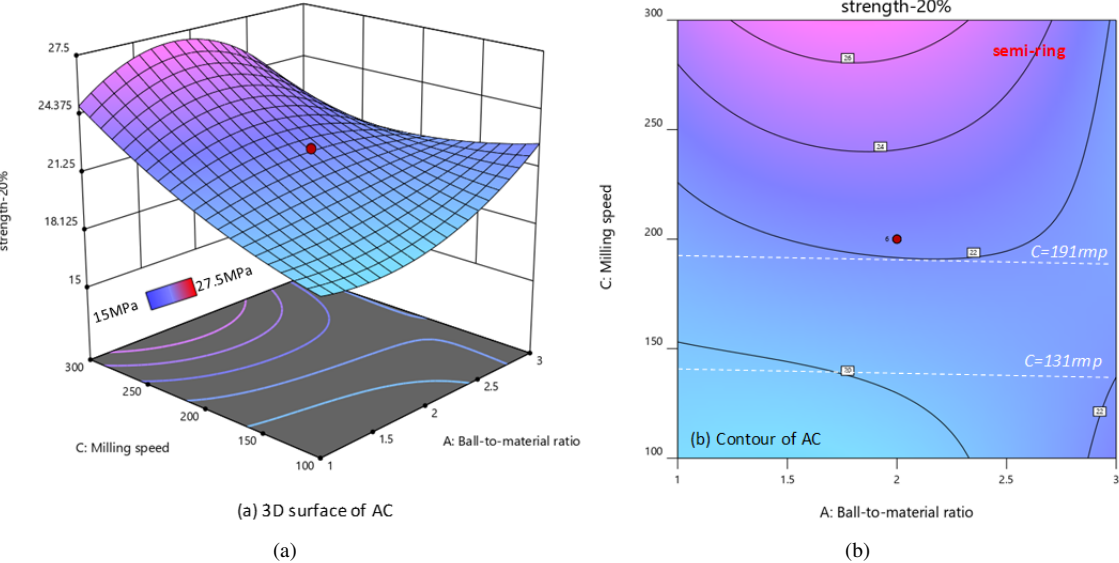 27.5
24.375
21.25
18.125
15
strength-20%
15MPa
27.5MPa
300
250
200
150
100
C: Milling speed
1
1.5
2
2.5
3
A: Ball-to-material ratio
(a) 3D surface of AC
(a)
strength-20%
300
250
200
150
100
C: Milling speed
26
semi-ring
24
6
22
C=191rmp
C=131rmp
20
22
(b) Contour of AC
1
1.5
2
2.5
3
A: Ball-to-material ratio
(b)